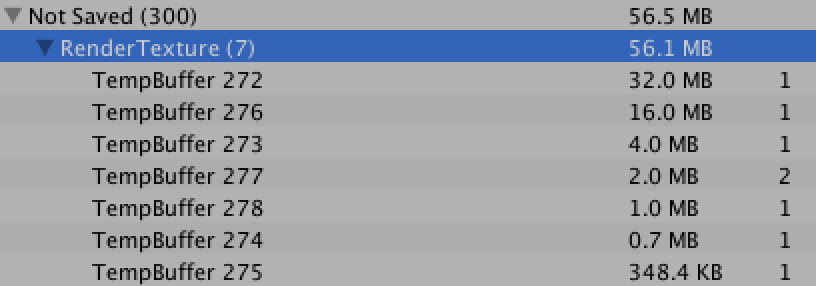 Not Saved (300) 56.5 MB
RenderTexture (7) 56.1 MB
TempBuffer 272 32.0 MB 1
TempBuffer 276 16.0 MB 1
TempBuffer 273 4.0 MB 1
TempBuffer 277 2.0 MB 2
TempBuffer 278 1.0 MB 1
TempBuffer 274 0.7 MB 1
TempBuffer 275 348.4 KB 1